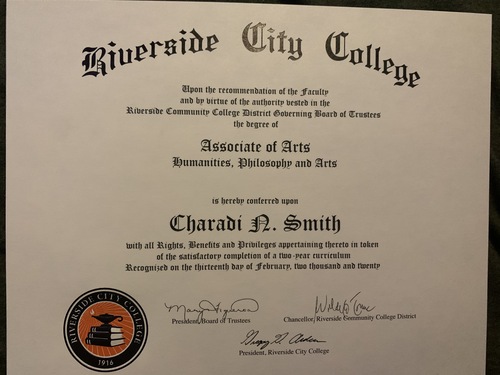 Riverside City College
Upon the recommendation of the Faculty
and by virtue of the authority vested in the
Riverside Community College District Governing Board of Trustees
the degree of
Associate of Arts
Humanities, Philosophy and Arts
is hereby conferred upon
Charadi N. Smith
with all Rights, Benefits and Privileges appertaining thereto in token
of the satisfactory completion of a two-year curriculum
Recognized on the thirteenth day of February, two thousand and twenty
President, Board of Trustees
Chancellor, Riverside Community College District
President, Riverside City College
RIVERSIDE CITY COLLEGE
1916